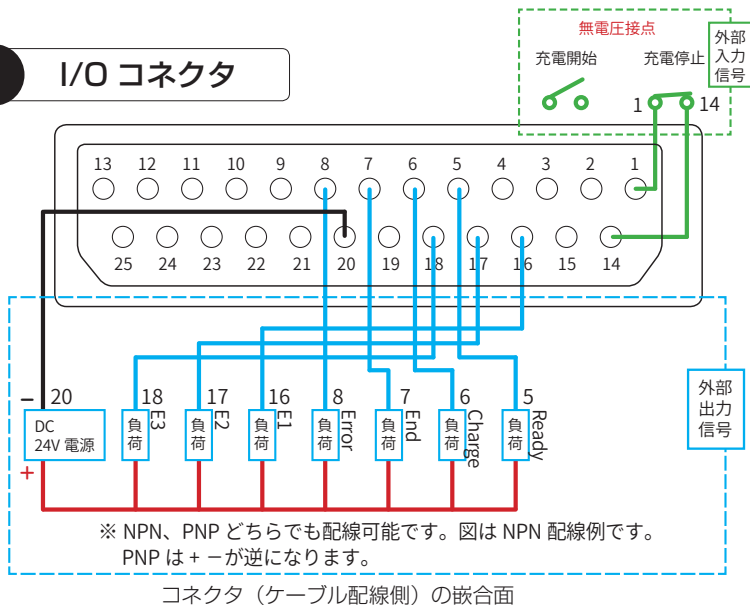 I/O コネクタ
無電圧接点
充電開始 充電停止
外部
入力
信号
1 14
13 12 11 10 9 8 7 6 5 4 3 2 1
25 24 23 22 21 20 19 18 17 16 15 14
− 20 18 17 16 8 7 6 5
DC
24V 電源
+
負荷 E3
負荷 E2
負荷 E1
負荷 Error
負荷 End
負荷 Charge
負荷 Ready
外部
出力
信号
※ NPN、PNP どちらでも配線可能です。図は NPN 配線例です。
PNP は + −が逆になります。
コネクタ（ケーブル配線側）の嵌合面